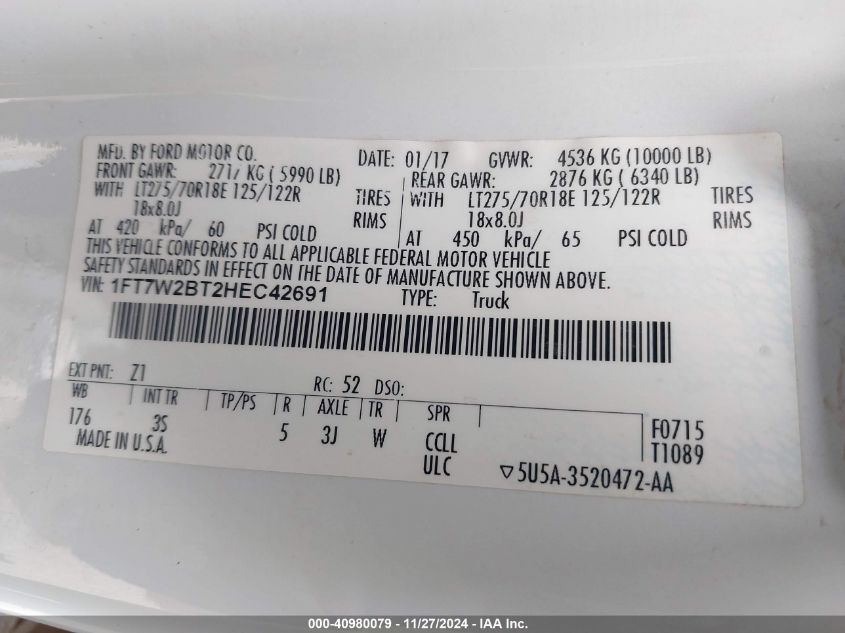 MFD. BY FORD MOTOR CO. DATE: 01/17 GVWR: 4536 KG (10000 LB)
FRONT GAWR: 2717 KG ( 5990 LB) REAR GAWR: 2876 KG ( 6340 LB)
WITH LT275/70R18E 125/122R TIRES WITH LT275/70R18E 125/122R TIRES
18x8.0J RIMS 18x8.0J RIMS
AT 420 kPa/ 60 PSI COLD AT 450 kPa/ 65 PSI COLD
THIS VEHICLE CONFORMS TO ALL APPLICABLE FEDERAL MOTOR VEHICLE
SAFETY STANDARDS IN EFFECT ON THE DATE OF MANUFACTURE SHOWN ABOVE.
VIN: 1FT7W2BT2HEC42691 TYPE: Truck
EXT PNT: Z1 RC: 52 DSO:
WB INT TR TP/PS R AXLE TR SPR
176 3S 5 3J W CCLL F0715
MADE IN U.S.A. ULC T1089
▽5U5A-3520472-AA
000-40980079 - 11/27/2024 - IAA Inc.